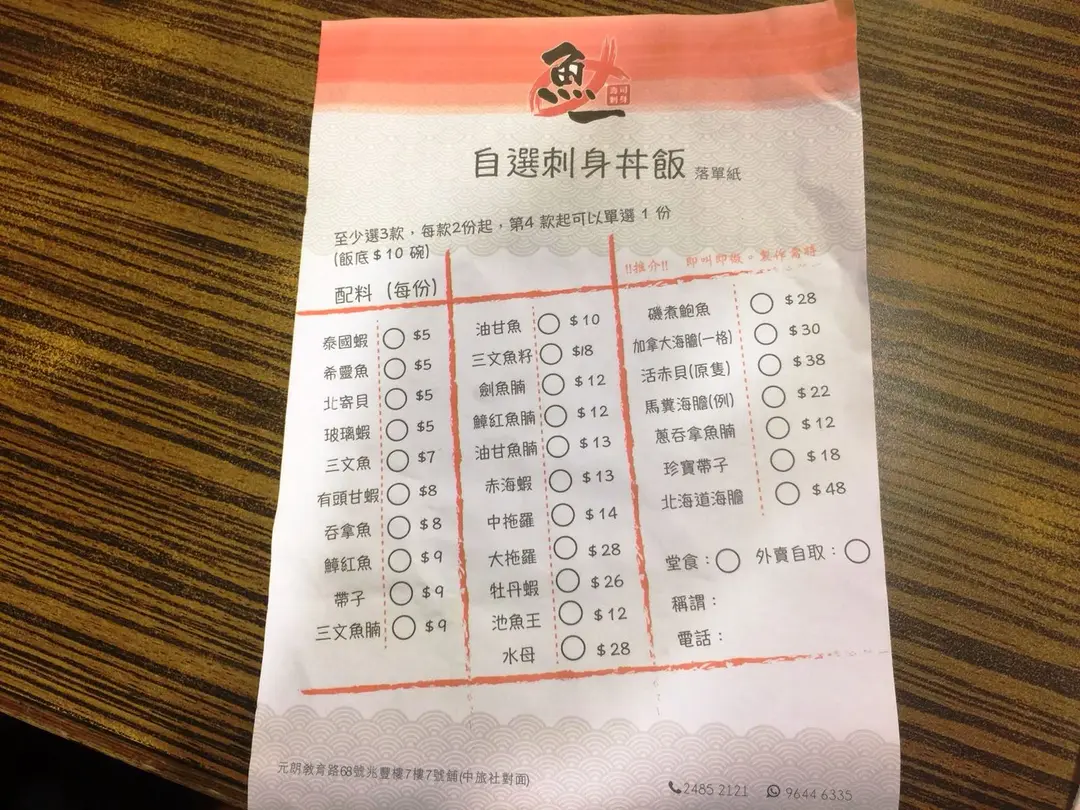 魚一
壽司
刺身
自選刺身丼飯 落單紙
至少選3款，每款2份起，第4 款起可以單選 1 份
(飯底 $10 碗)
!!推介!! 即叫即做。製作需時
配料 (每份)
泰國蝦 $5
希靈魚 $5
北寄貝 $5
玻璃蝦 $5
三文魚 $7
有頭甘蝦 $8
吞拿魚 $8
鱆紅魚 $9
帶子 $9
三文魚腩 $9
油甘魚 $10
三文魚籽 $18
劍魚腩 $12
鱆紅魚腩 $12
油甘魚腩 $13
赤海蝦 $13
中拖羅 $14
大拖羅 $28
牡丹蝦 $26
池魚王 $12
水母 $28
磯煮鮑魚 $28
加拿大海膽(一格) $30
活赤貝(原隻) $38
馬糞海膽(例) $22
蔥吞拿魚腩 $12
珍寶帶子 $18
北海道海膽 $48
堂食： 外賣自取：
稱謂：
電話：
元朗教育路68號兆豐樓7樓7號舖(中旅社對面)
2485 2121 9644 6335